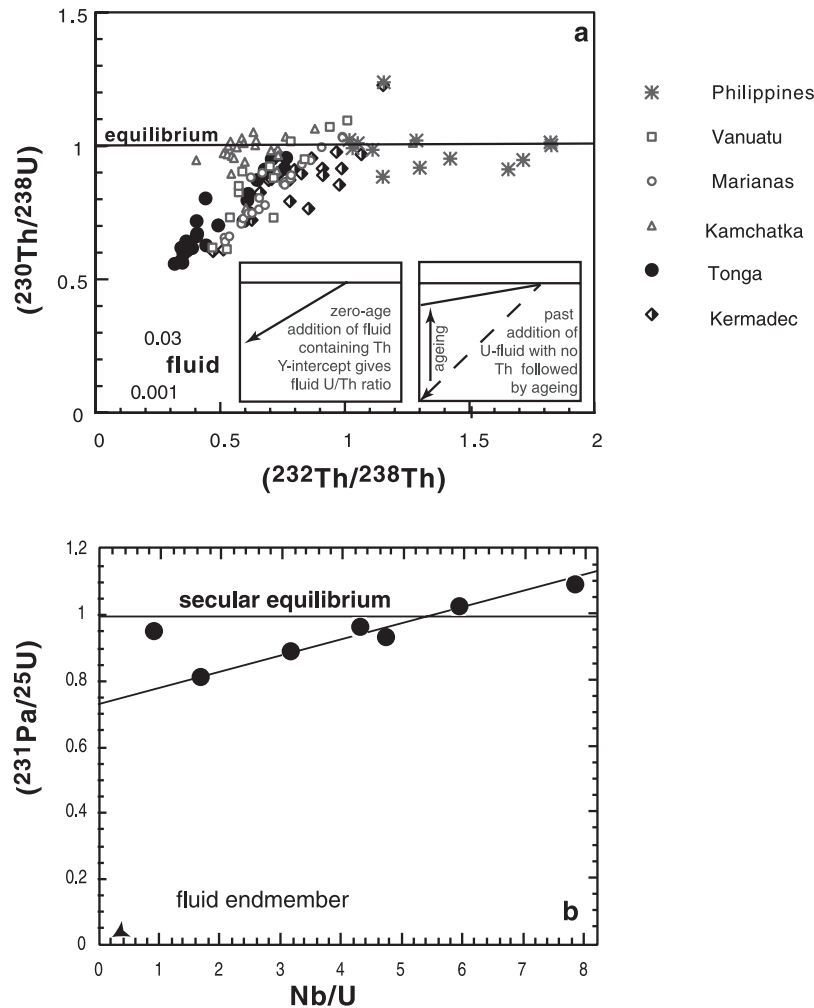 1.5
a
equilibrium
1
(230Th/238U)
0.5
0.03
fluid
0.001
0
zero-age
addition of fluid
containing Th
Y-intercept gives
fluid U/Th ratio
ageing
past
addition of
U-fluid with no
Th followed
by ageing
0 0.5 1 1.5 2
(232Th/238Th)
Philippines
Vanuatu
Marianas
Kamchatka
Tonga
Kermadec
1.2
secular equilibrium
1
0.8
(231Pa/25U)
0.6
0.4
0.2
fluid endmember
b
0
0 1 2 3 4 5 6 7 8
Nb/U